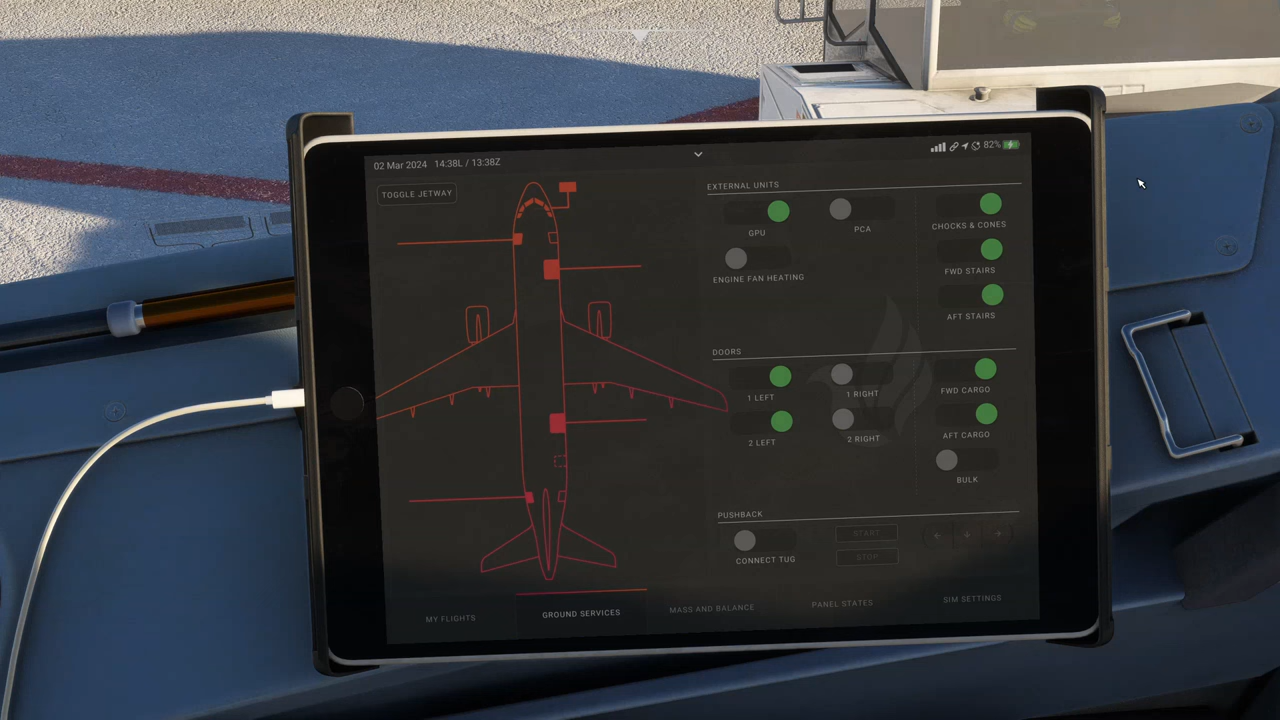 02 Mar 2024 14:38L / 13:38Z
82%
TOGGLE JETWAY
EXTERNAL UNITS
GPU
PCA
CHOCKS & CONES
ENGINE FAN HEATING
FWD STAIRS
AFT STAIRS
DOORS
1 LEFT
1 RIGHT
FWD CARGO
2 LEFT
2 RIGHT
AFT CARGO
BULK
PUSHBACK
CONNECT TUG
START
STOP
MY FLIGHTS
GROUND SERVICES
MASS AND BALANCE
PANEL STATES
SIM SETTINGS